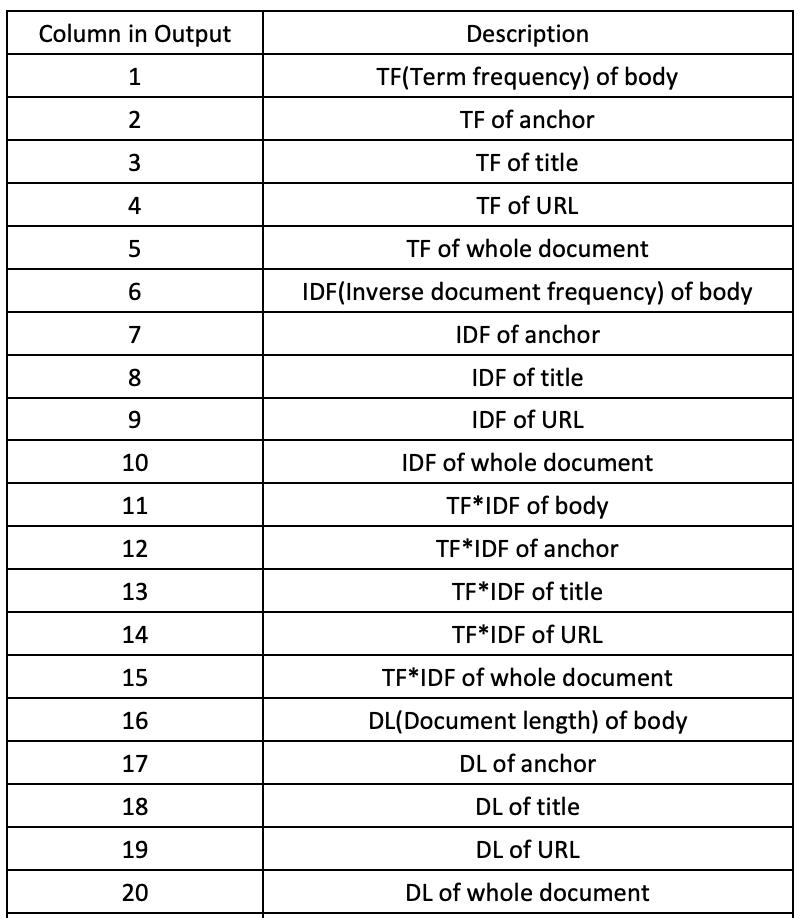 Column in Output Description
1 TF(Term frequency) of body
2 TF of anchor
3 TF of title
4 TF of URL
5 TF of whole document
6 IDF(Inverse document frequency) of body
7 IDF of anchor
8 IDF of title
9 IDF of URL
10 IDF of whole document
11 TF*IDF of body
12 TF*IDF of anchor
13 TF*IDF of title
14 TF*IDF of URL
15 TF*IDF of whole document
16 DL(Document length) of body
17 DL of anchor
18 DL of title
19 DL of URL
20 DL of whole document